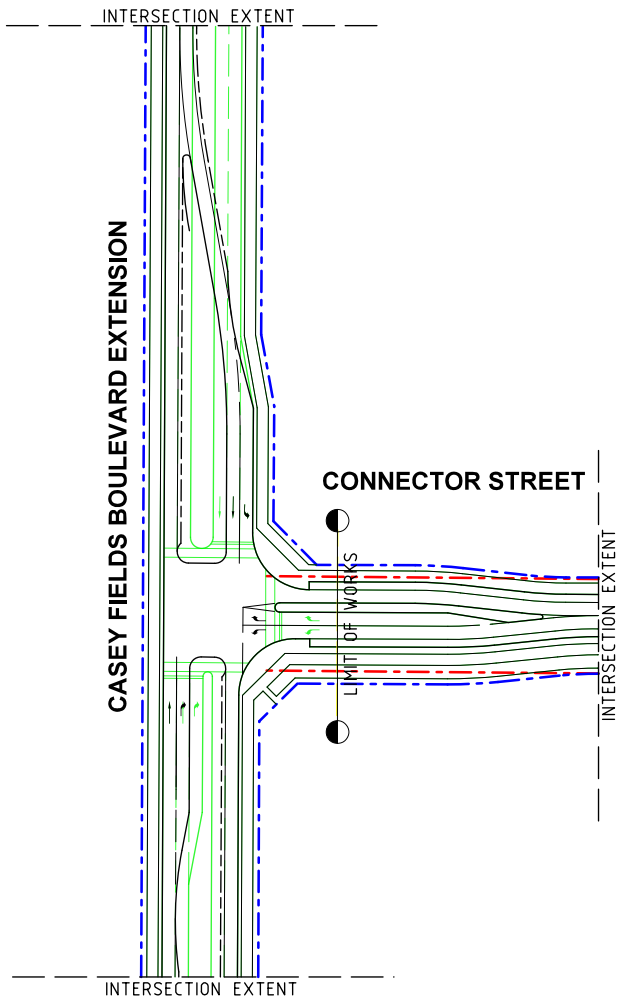 INTERSECTION EXTENT
CASEY FIELDS BOULEVARD EXTENSION
CONNECTOR STREET
LIMIT OF WORKS
INTERSECTION EXTENT
INTERSECTION EXTENT